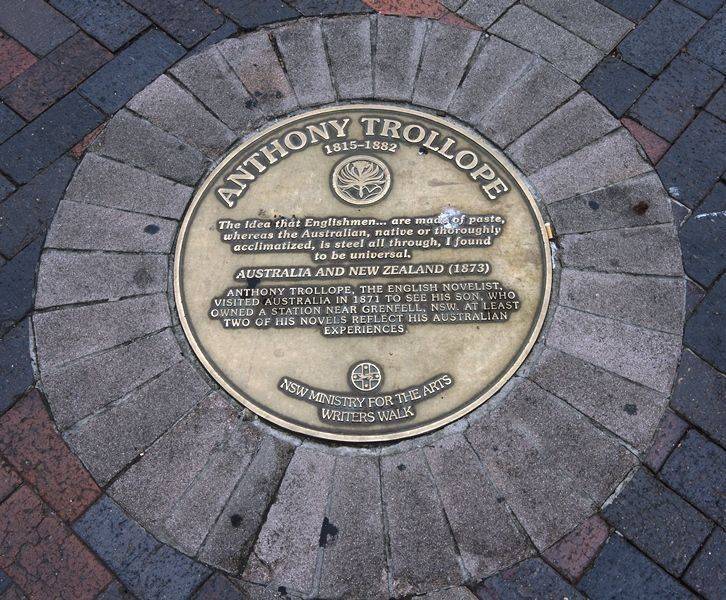 ANTHONY TROLLOPE
1815-1882
The idea that Englishmen... are made of paste,
whereas the Australian, native or thoroughly
acclimatized, is steel all through, I found
to be universal.
AUSTRALIA AND NEW ZEALAND (1873)
ANTHONY TROLLOPE, THE ENGLISH NOVELIST,
VISITED AUSTRALIA IN 1871 TO SEE HIS SON, WHO
OWNED A STATION NEAR GRENFELL, NSW. AT LEAST
TWO OF HIS NOVELS REFLECT HIS AUSTRALIAN
EXPERIENCES.
NSW MINISTRY FOR THE ARTS
WRITERS WALK